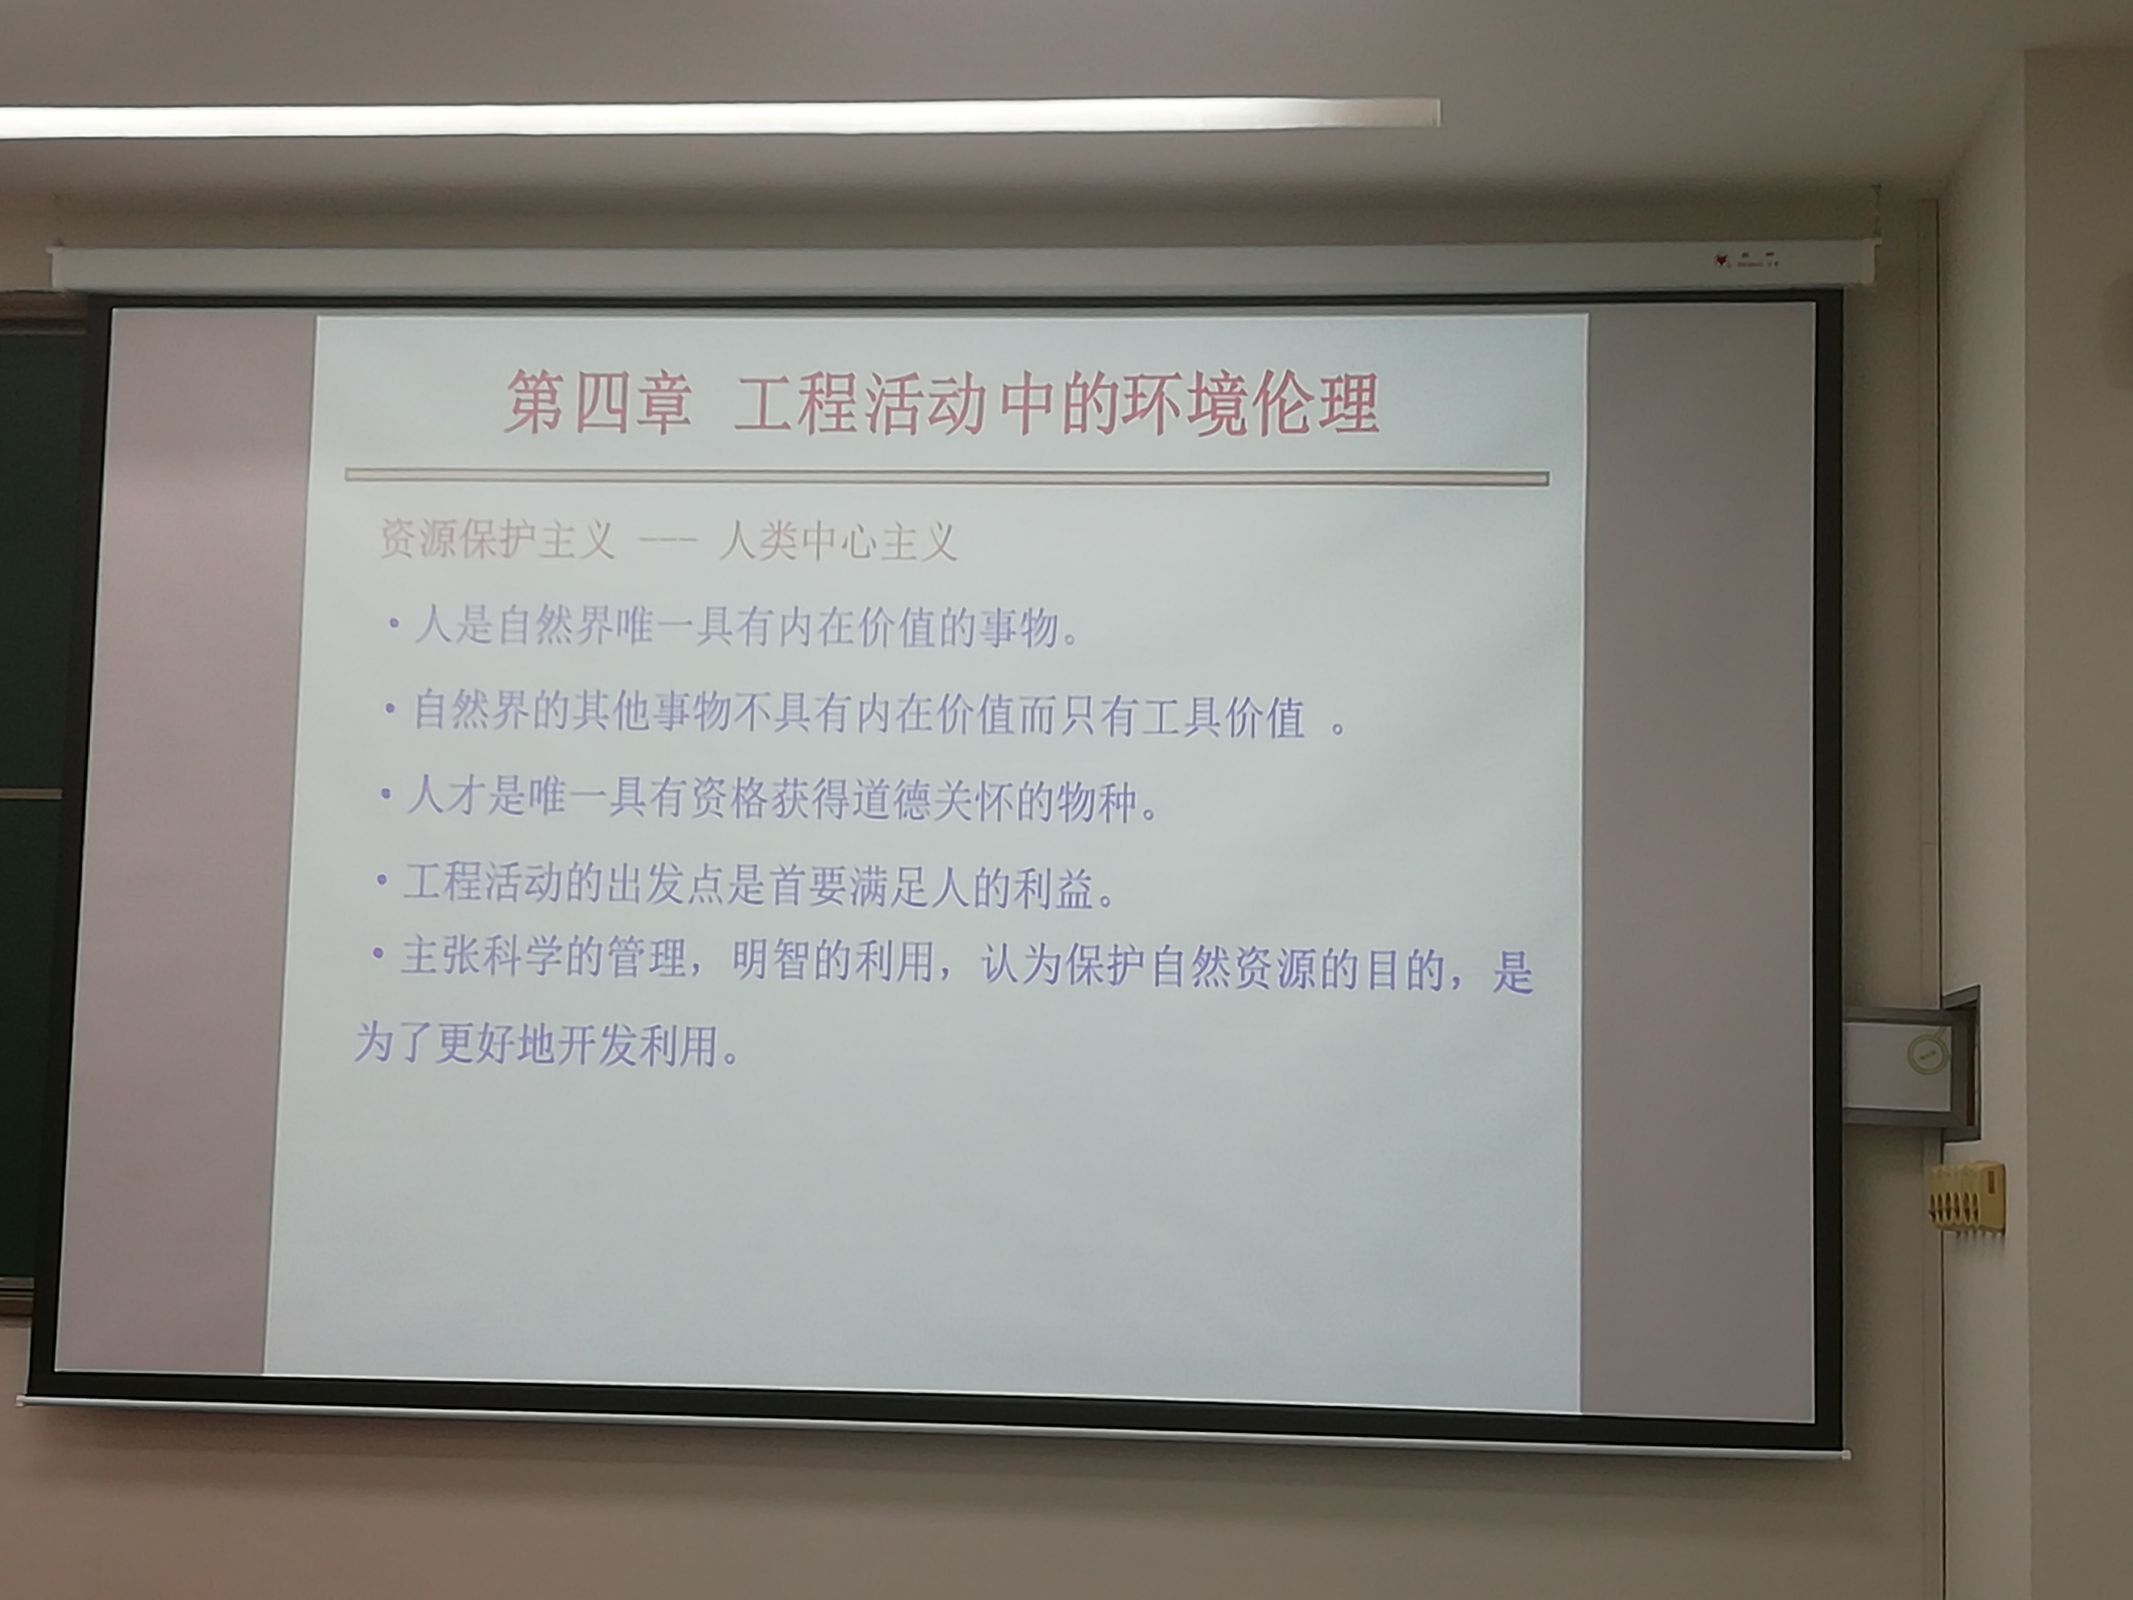 第四章 工程活动中的环境伦理
资源保护主义 --- 人类中心主义
•人是自然界唯一具有内在价值的事物。
•自然界的其他事物不具有内在价值而只有工具价值 。
•人才是唯一具有资格获得道德关怀的物种。
•工程活动的出发点是首要满足人的利益。
•主张科学的管理，明智的利用，认为保护自然资源的目的，是
为了更好地开发利用。